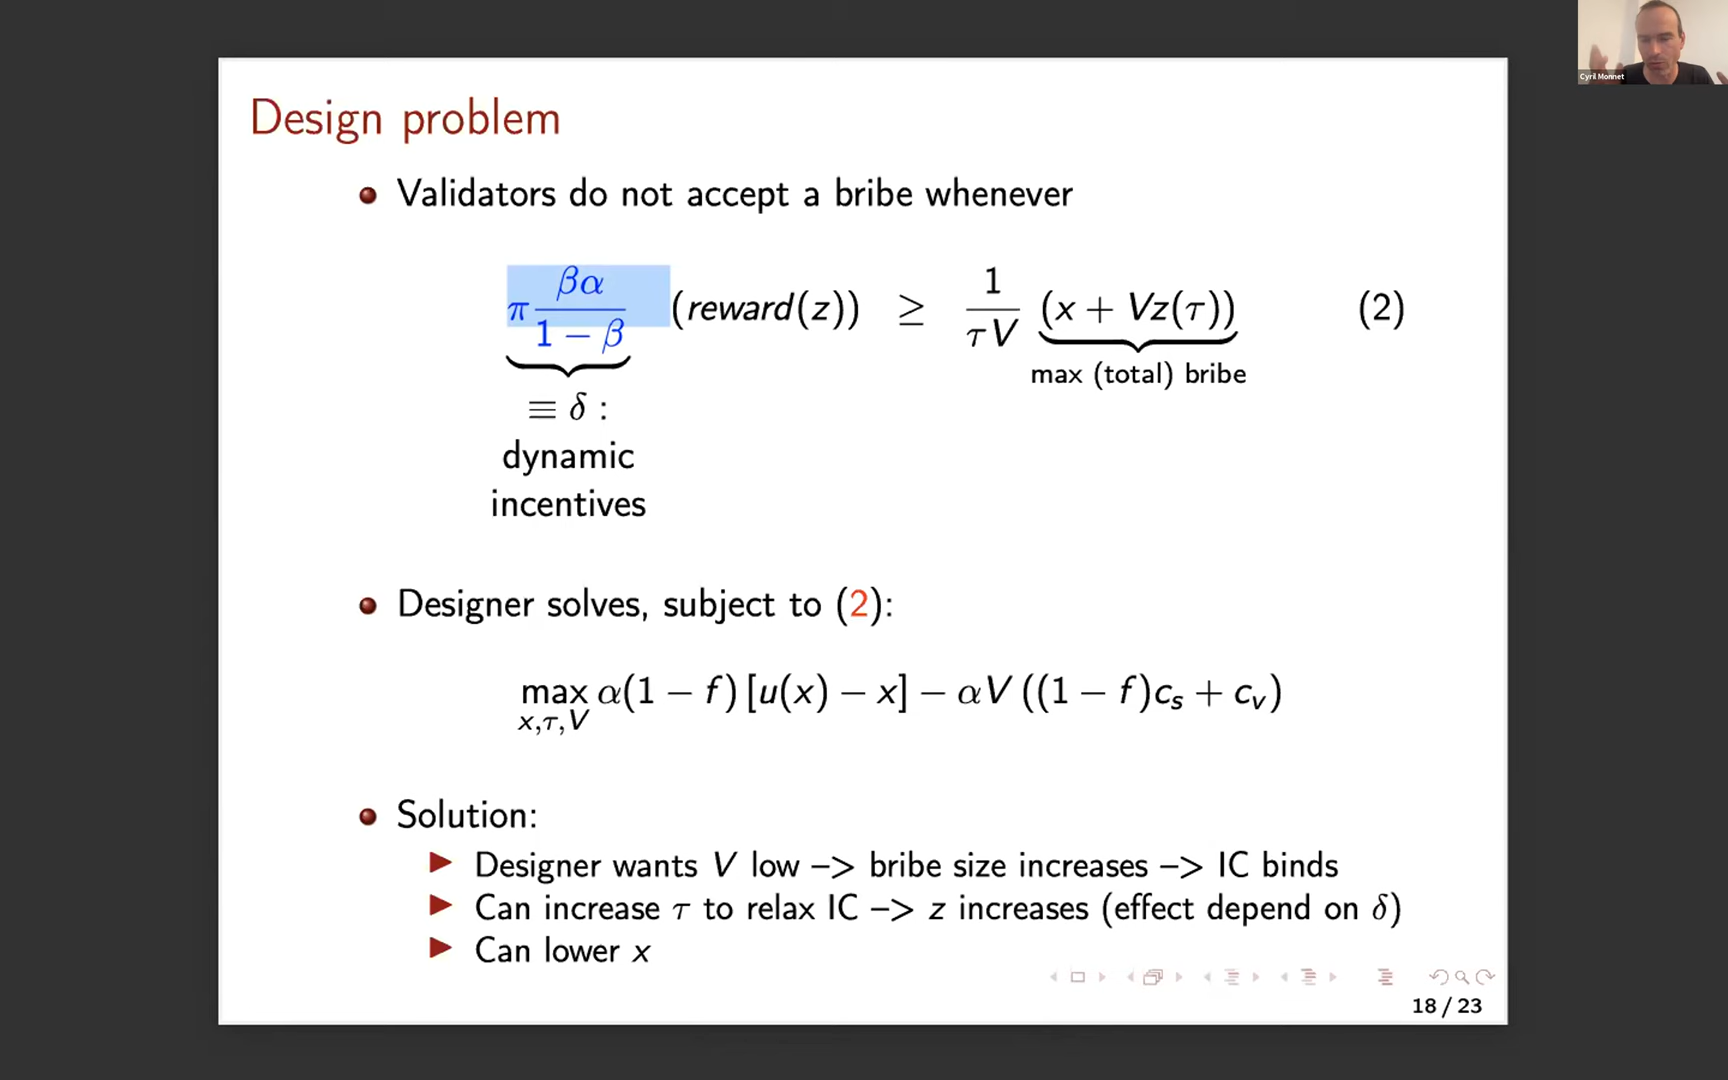 Cyril Monnet
Design problem
Validators do not accept a bribe whenever
π βα / (1 − β) (reward(z)) ≥ 1 / (τV) (x + Vz(τ)) (2)
max (total) bribe
≡ δ :
dynamic
incentives
Designer solves, subject to (2):
max α(1 − f) [u(x) − x] − αV ((1 − f)cₛ + cᵥ)
x,τ,V
Solution:
Designer wants V low –> bribe size increases –> IC binds
Can increase τ to relax IC –> z increases (effect depend on δ)
Can lower x
18 / 23